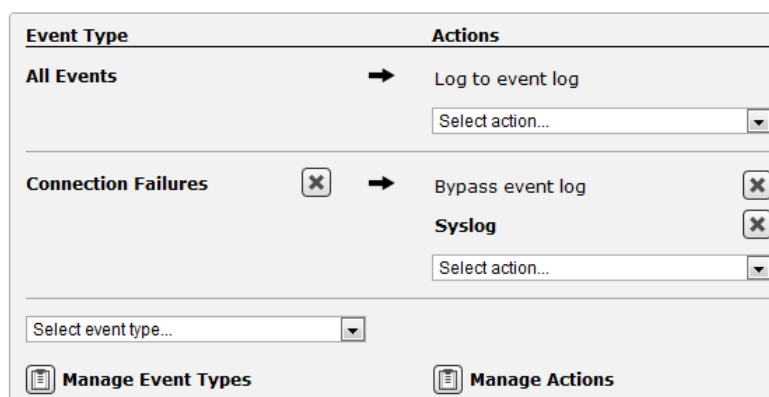 Event Type Actions
All Events Log to event log
Select action...
Connection Failures Bypass event log
Syslog
Select action...
Select event type...
Manage Event Types Manage Actions